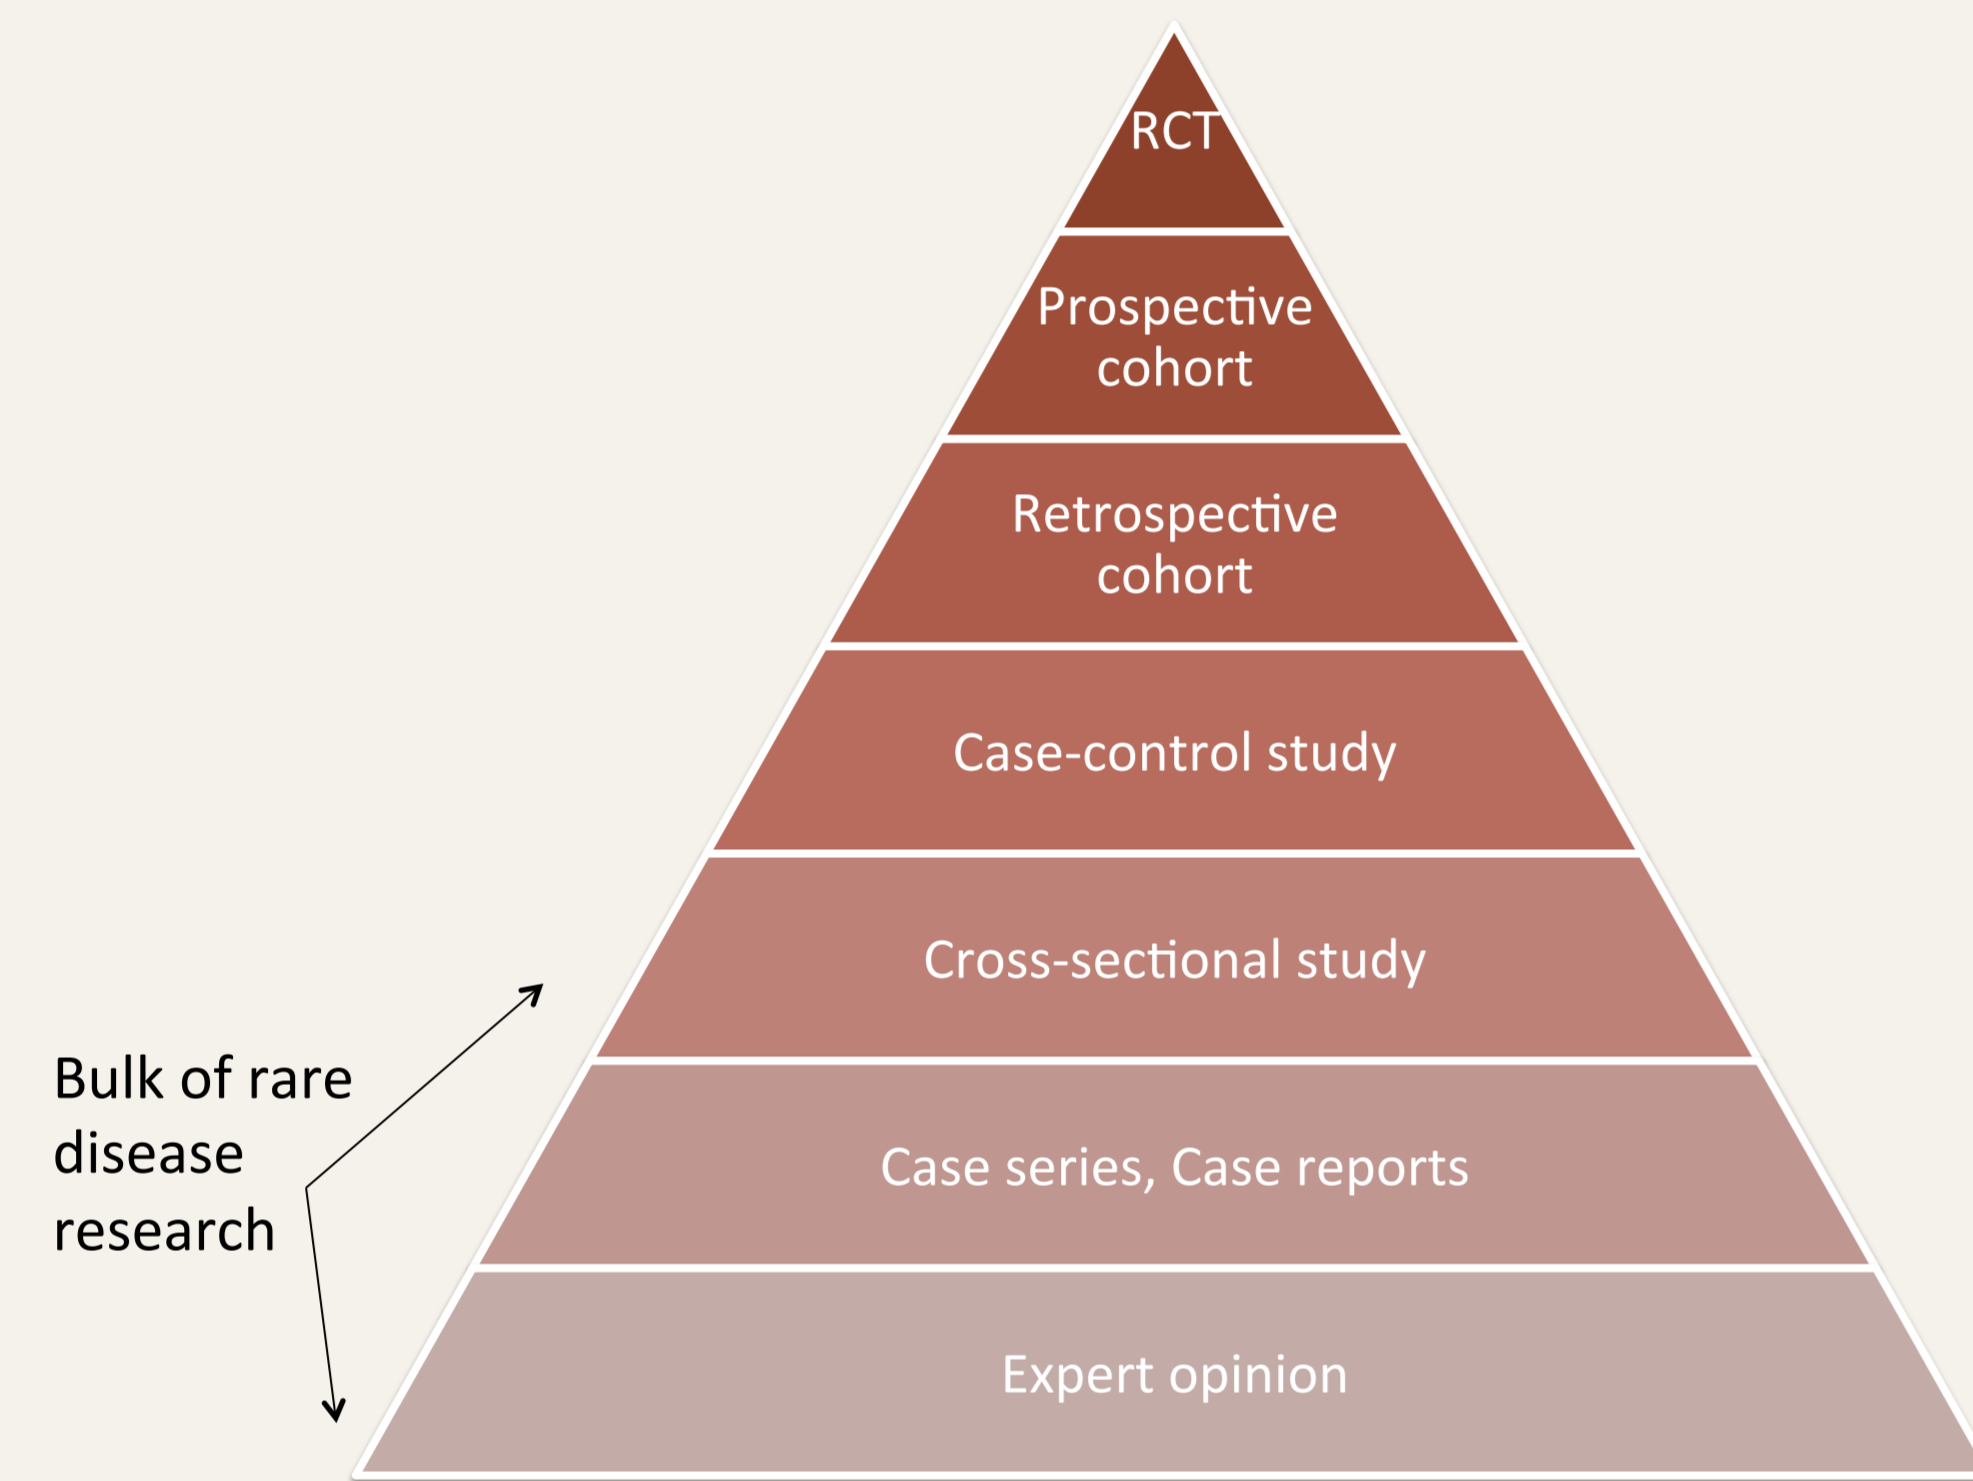 RCT
Prospective
cohort
Retrospective
cohort
Case-control study
Cross-sectional study
Bulk of rare
disease
research
Case series, Case reports
Expert opinion